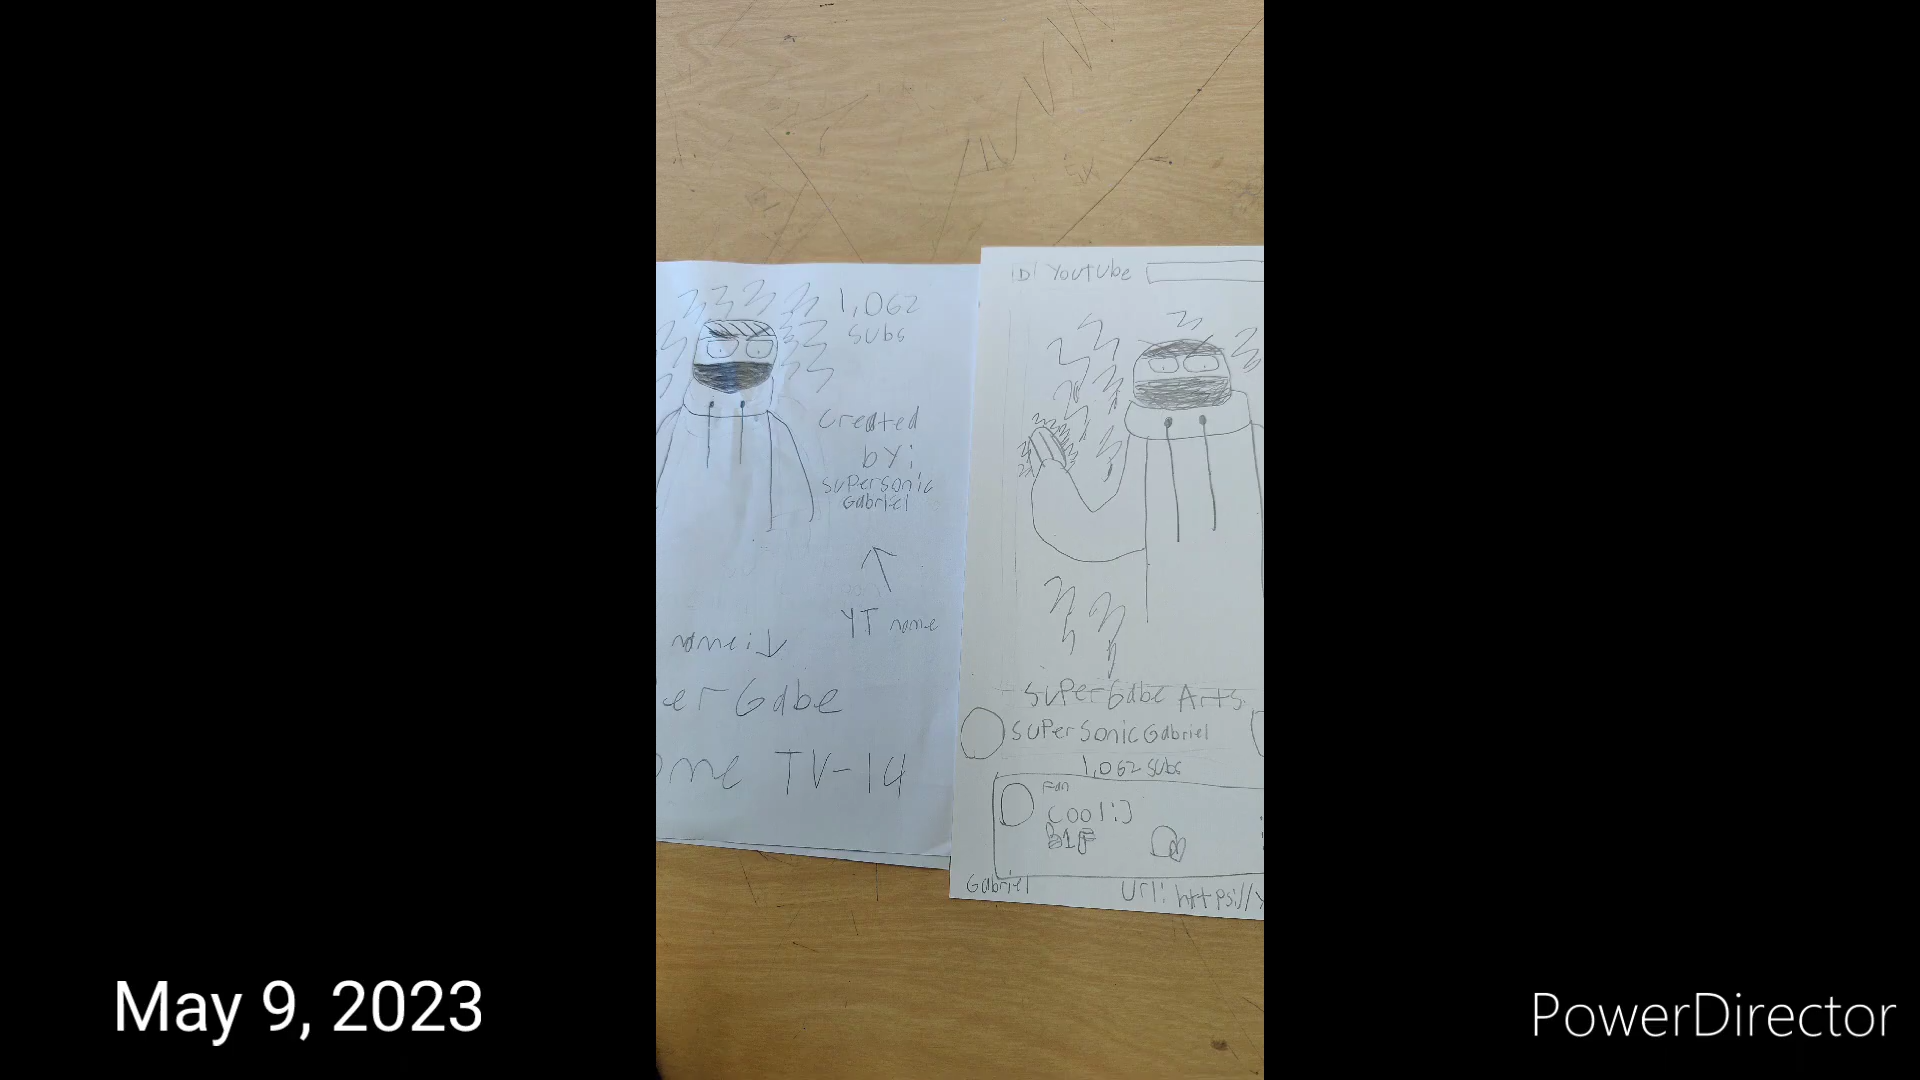 1,062
subs
created
by:
supersonic
Gabriel
YT name
name:
er Gabe
me TV-14
YouTube
SuperGabe Arts
SuperSonicGabriel
1,062 subs
Fan
Cool:]
Gabriel
Url: https://y
May 9, 2023
PowerDirector